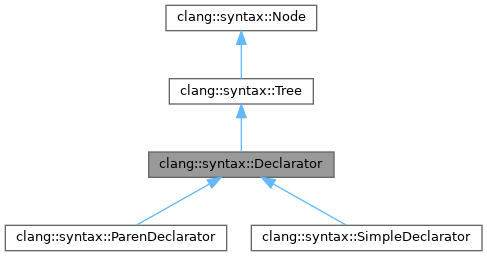 clang::syntax::Node
clang::syntax::Tree
clang::syntax::Declarator
clang::syntax::ParenDeclarator
clang::syntax::SimpleDeclarator